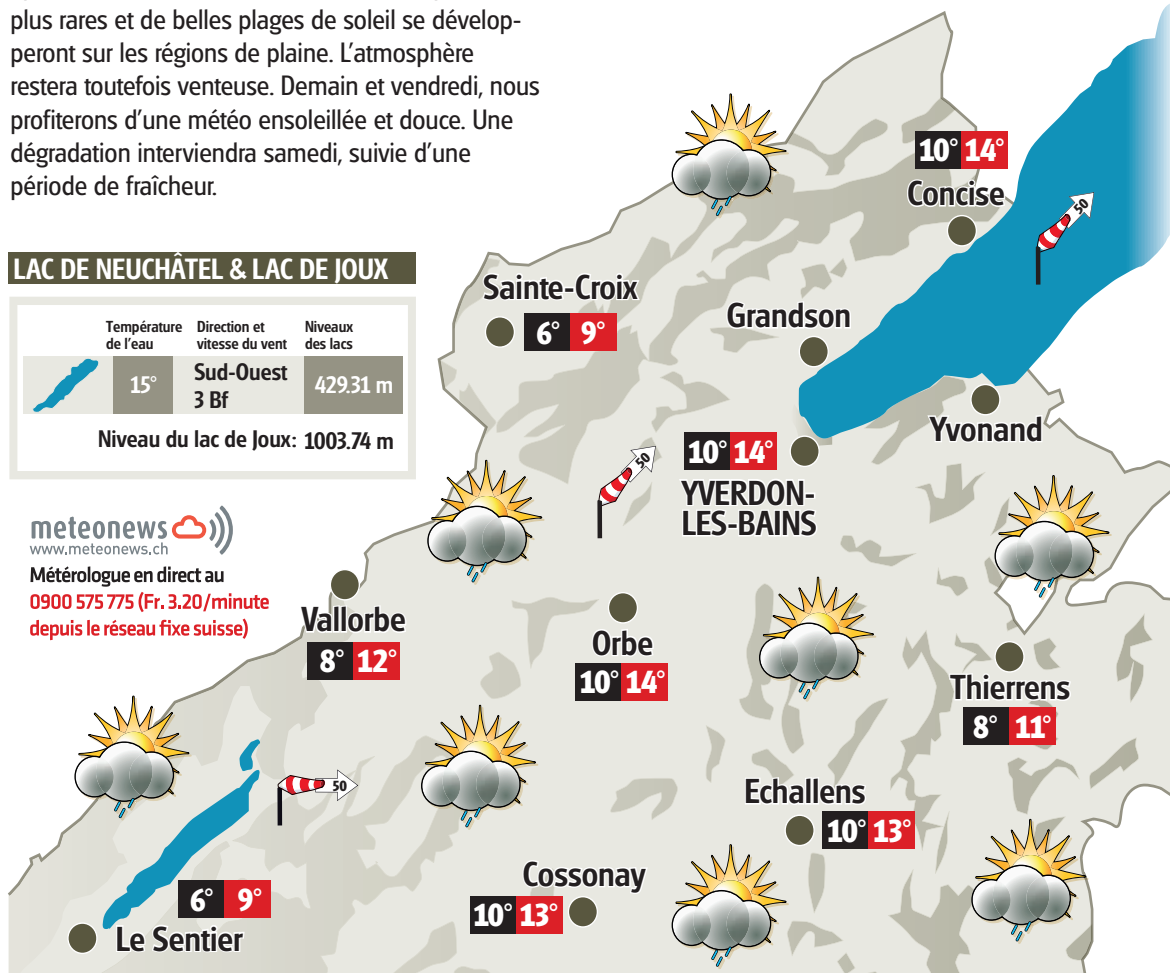 plus rares et de belles plages de soleil se dévelop-
peront sur les régions de plaine. L’atmosphère
restera toutefois venteuse. Demain et vendredi, nous
profiterons d’une météo ensoleillée et douce. Une
dégradation interviendra samedi, suivie d’une
période de fraîcheur.
LAC DE NEUCHÂTEL & LAC DE JOUX
Température de l’eau
Direction et vitesse du vent
Niveaux des lacs
15°
Sud-Ouest
3 Bf
429.31 m
Niveau du lac de Joux: 1003.74 m
meteonews
www.meteonews.ch
Météorologue en direct au
0900 575 775 (Fr. 3.20/minute
depuis le réseau fixe suisse)
10° 14°
Concise
50
Sainte-Croix
6° 9°
Grandson
Yvonand
50
10° 14°
YVERDON-
LES-BAINS
Vallorbe
8° 12°
Orbe
10° 14°
Thierrens
8° 11°
50
Echallens
10° 13°
Cossonay
10° 13°
6° 9°
Le Sentier